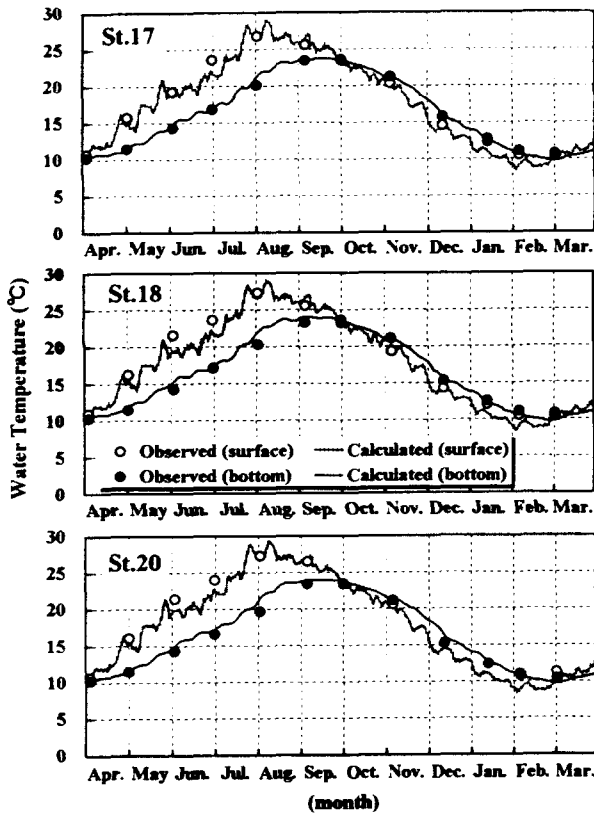 St.17
30
25
20
15
10
5
0
Apr. May Jun. Jul. Aug. Sep. Oct. Nov. Dec. Jan. Feb. Mar.
Water Temperature (℃)
St.18
30
25
20
15
10
5
0
Observed (surface) Calculated (surface)
Observed (bottom) Calculated (bottom)
Apr. May Jun. Jul. Aug. Sep. Oct. Nov. Dec. Jan. Feb. Mar.
St.20
30
25
20
15
10
5
0
Apr. May Jun. Jul. Aug. Sep. Oct. Nov. Dec. Jan. Feb. Mar.
(month)